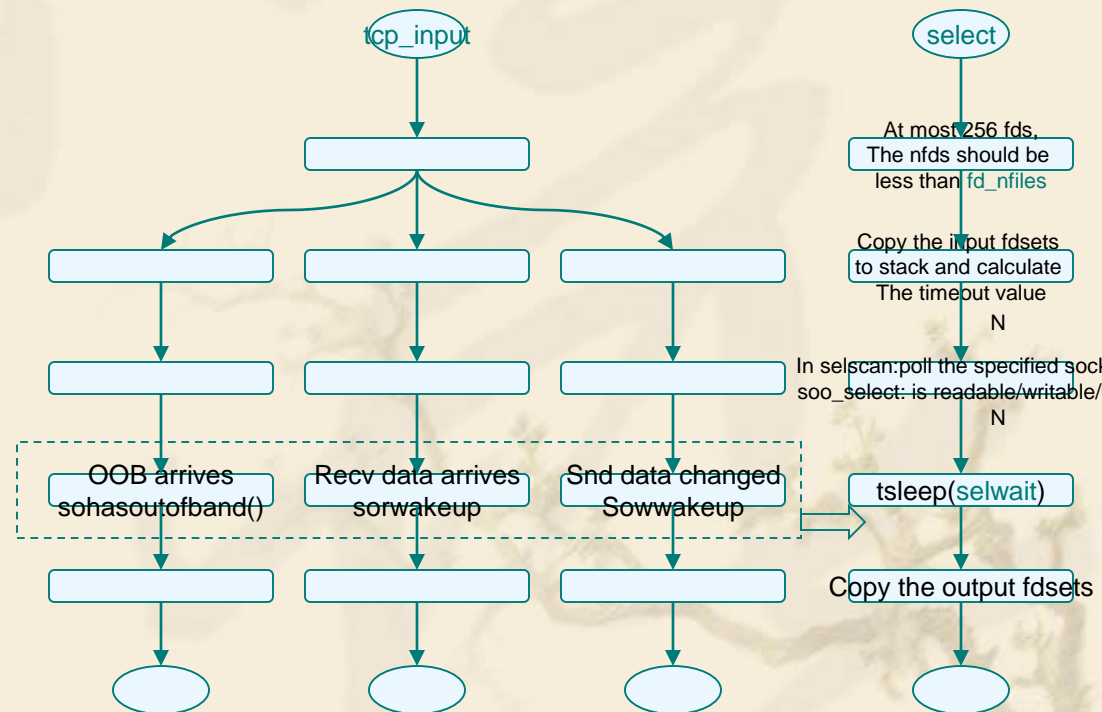 tcp_input
select
At most 256 fds,
The nfds should be
less than fd_nfiles
Copy the input fdsets
to stack and calculate
The timeout value
N
In selscan:poll the specified sock
soo_select: is readable/writable/
N
OOB arrives
sohasoutofband()
Recv data arrives
sorwakeup
Snd data changed
Sowwakeup
tsleep(selwait)
Copy the output fdsets